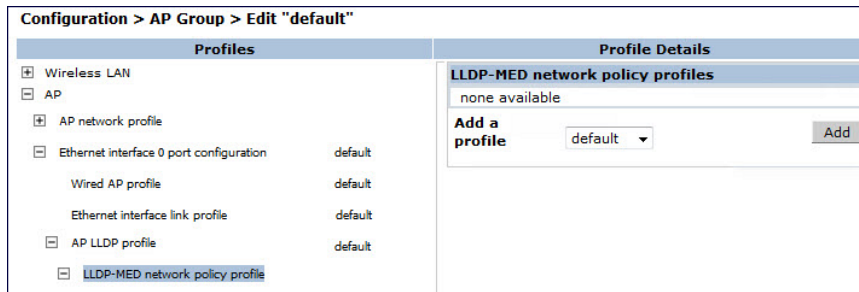 Configuration > AP Group > Edit "default"
Profiles
Profile Details
Wireless LAN
AP
AP network profile
Ethernet interface 0 port configuration default
Wired AP profile default
Ethernet interface link profile default
AP LLDP profile default
LLDP-MED network policy profile
LLDP-MED network policy profiles
none available
Add a
profile
default
Add